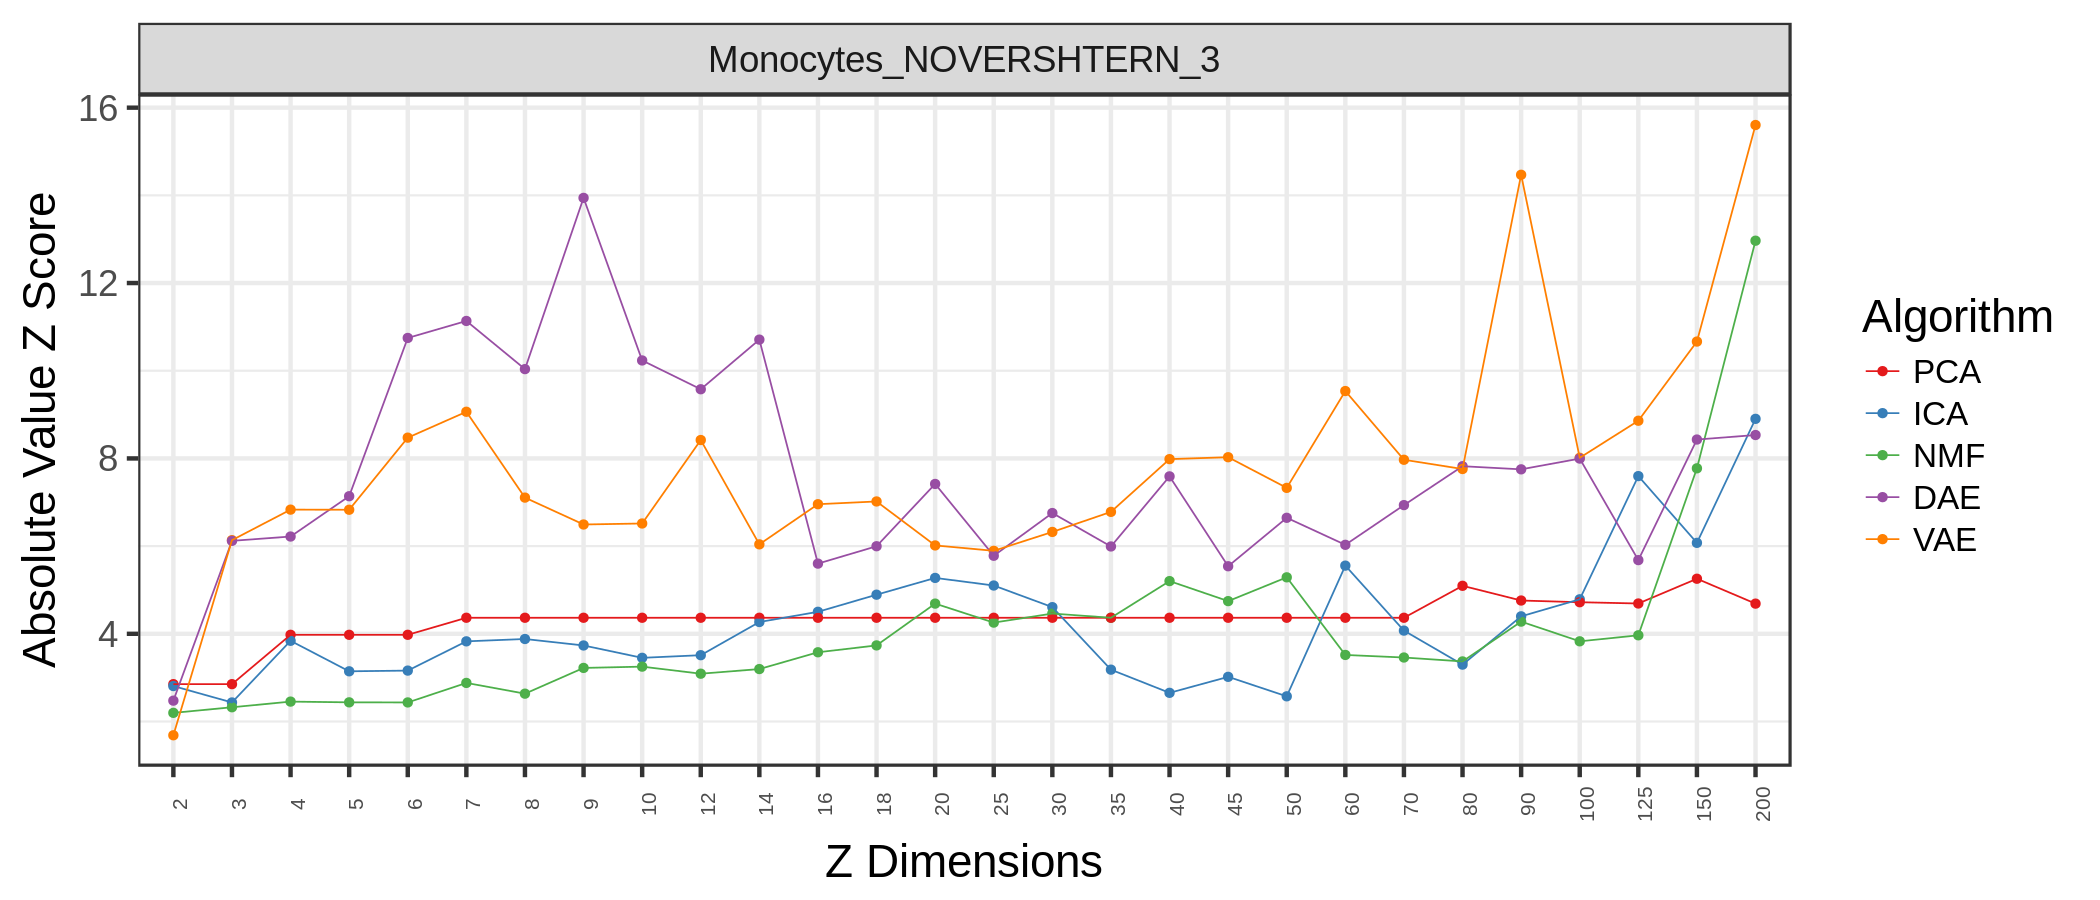 Monocytes_NOVERSHTERN_3
Absolute Value Z Score
16
12
8
4
2 3 4 5 6 7 8 9 10 12 14 16 18 20 25 30 35 40 45 50 60 70 80 90 100 125 150 200
Z Dimensions
Algorithm
PCA
ICA
NMF
DAE
VAE